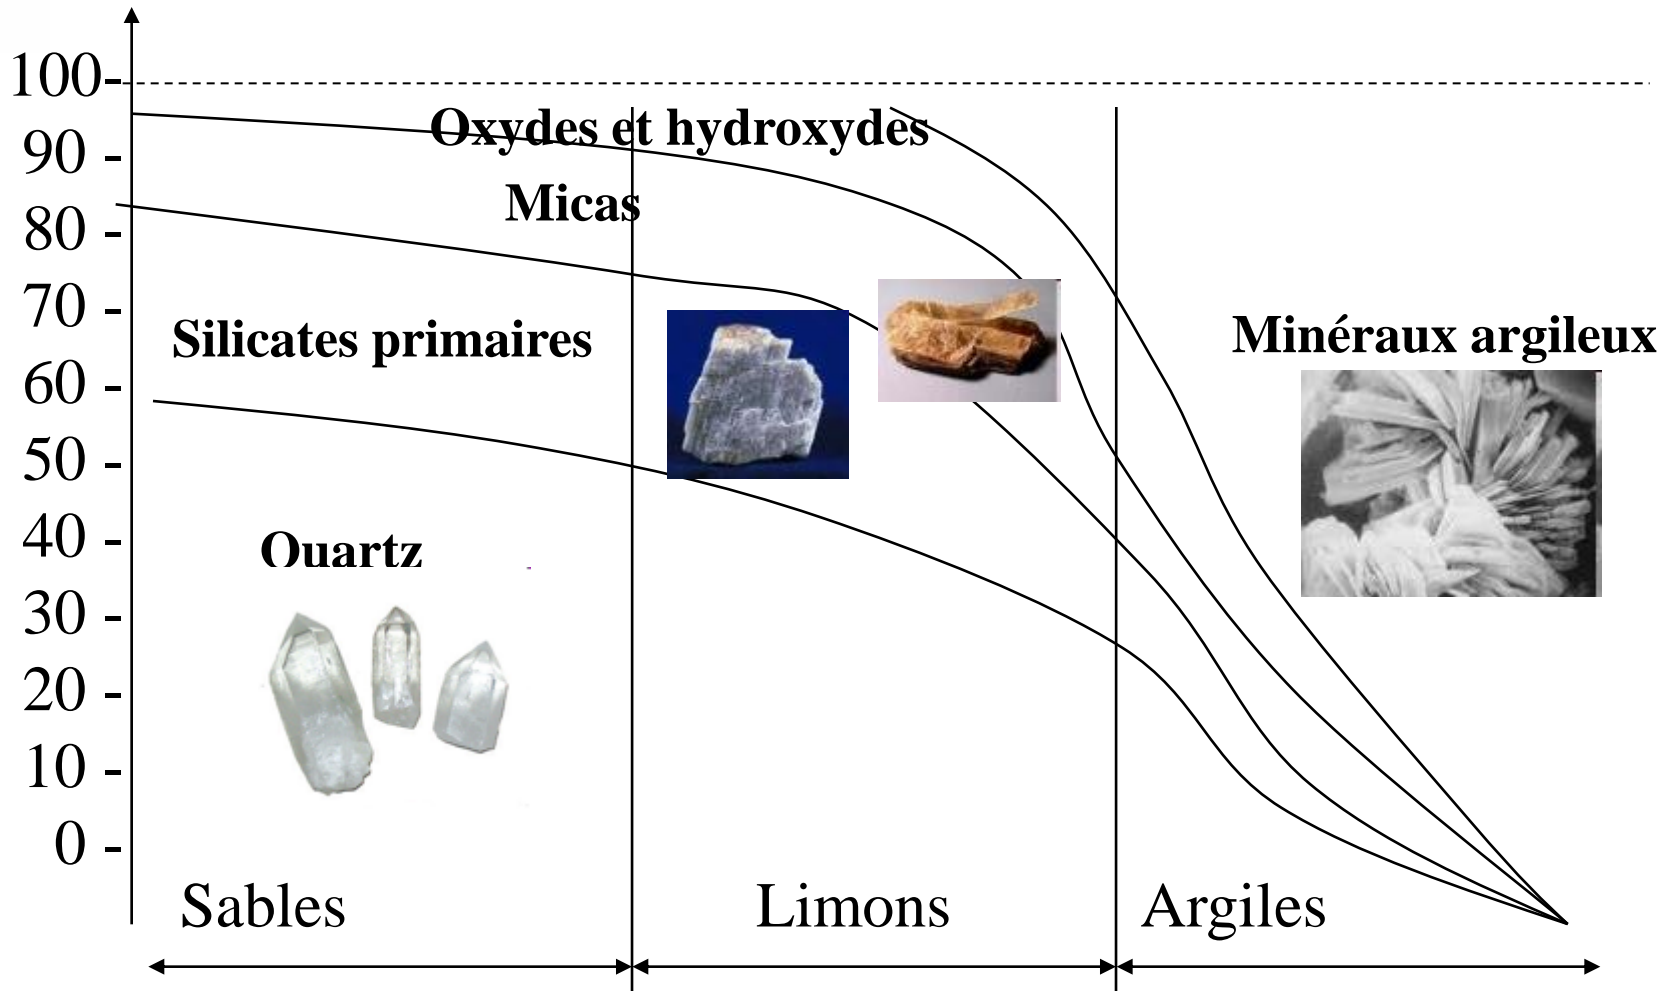 100-
Oxydes et hydroxydes
90 -
Micas
80 -
70 -
Silicates primaires
Minéraux argileux
60 -
50 -
40 -
Quartz
30 -
20 -
10 -
0 -
Sables
Limons
Argiles